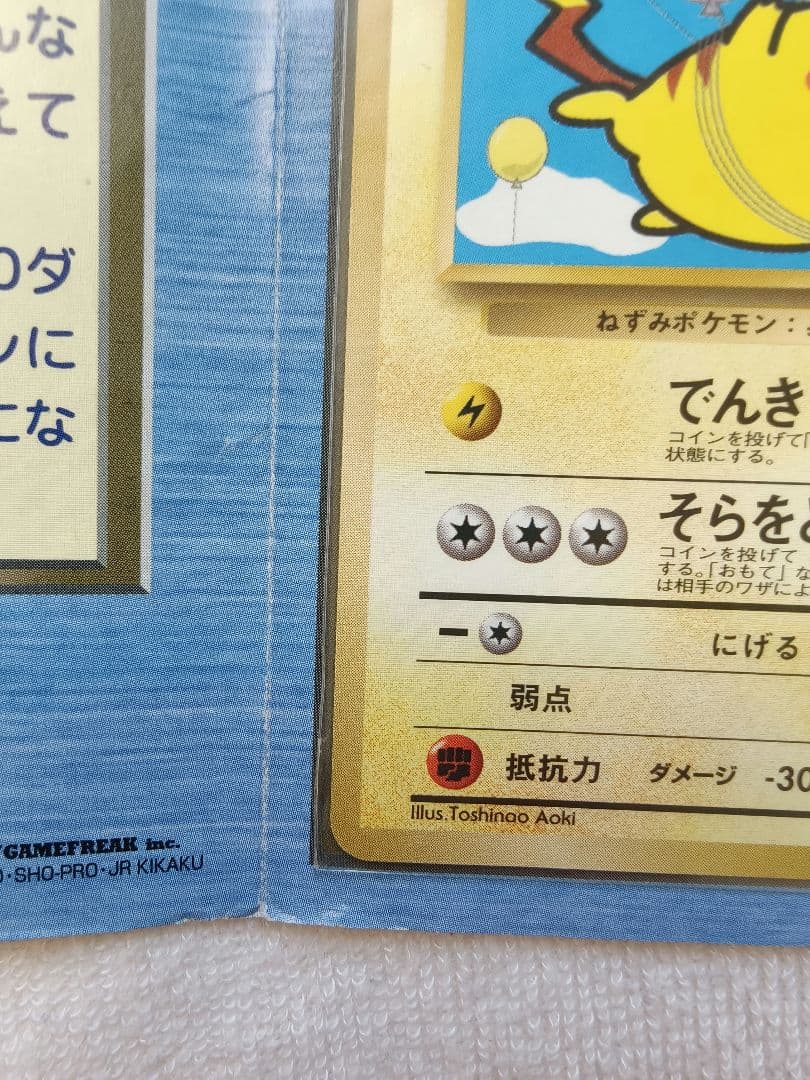 んな
えて
0ダ
ンに
にな
GAMEFREAK inc.
SHO-PRO・JR KIKAKU
ねずみポケモン：
でんき
コインを投げて「
状態にする。
そらをと
コインを投げて
する。「おもて」な
は相手のワザによ
にげる
弱点
抵抗力 ダメージ -30
Illus.Toshinao Aoki